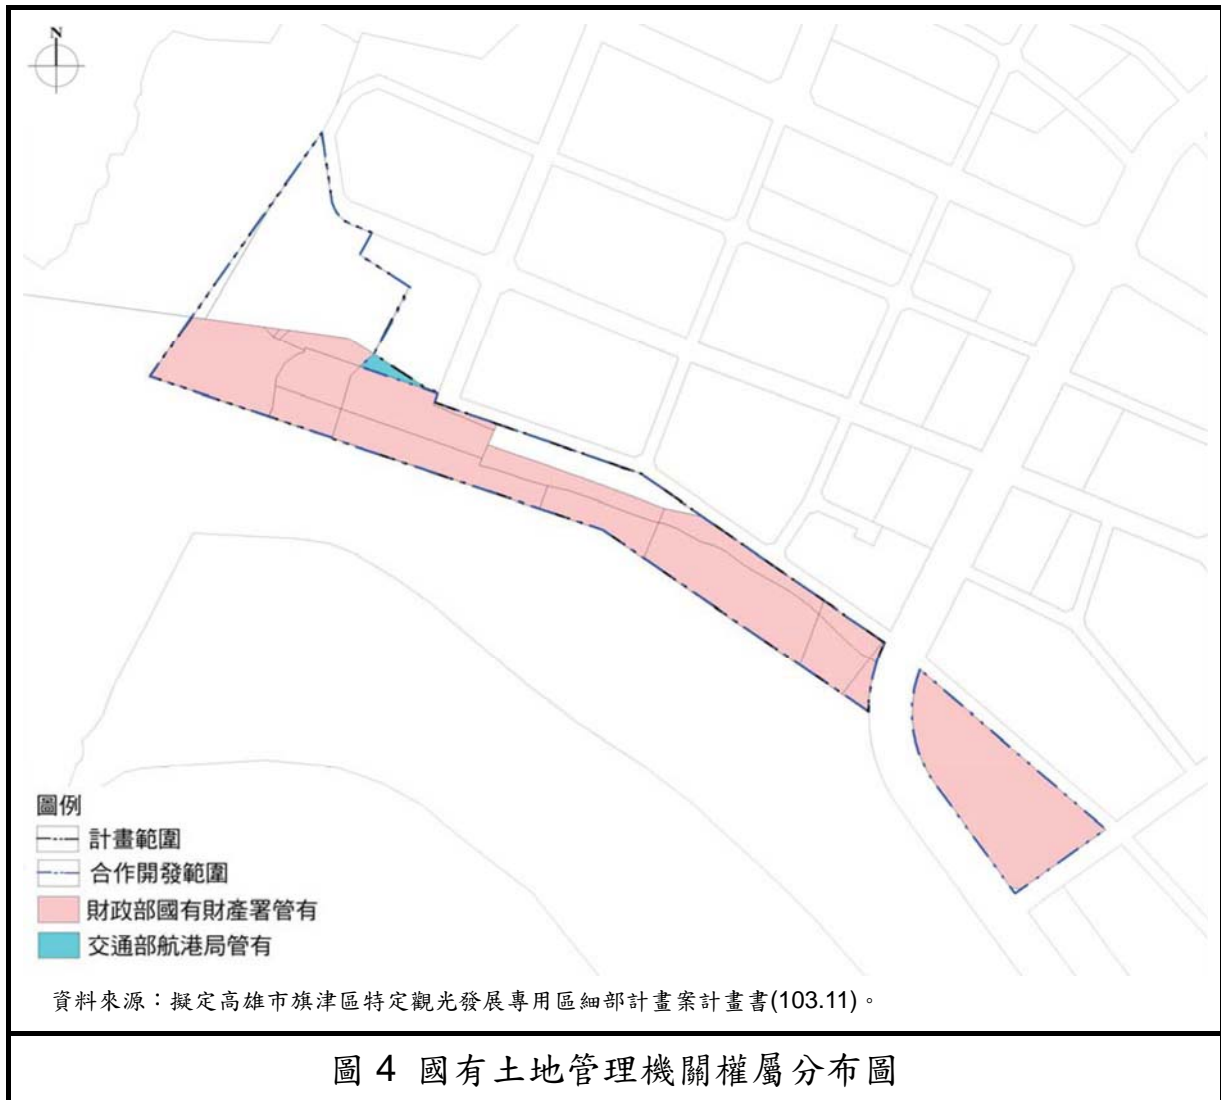 N
圖例
計畫範圍
合作開發範圍
財政部國有財產署管有
交通部航港局管有
資料來源：擬定高雄市旗津區特定觀光發展專用區細部計畫案計畫書(103.11)。
圖 4 國有土地管理機關權屬分布圖